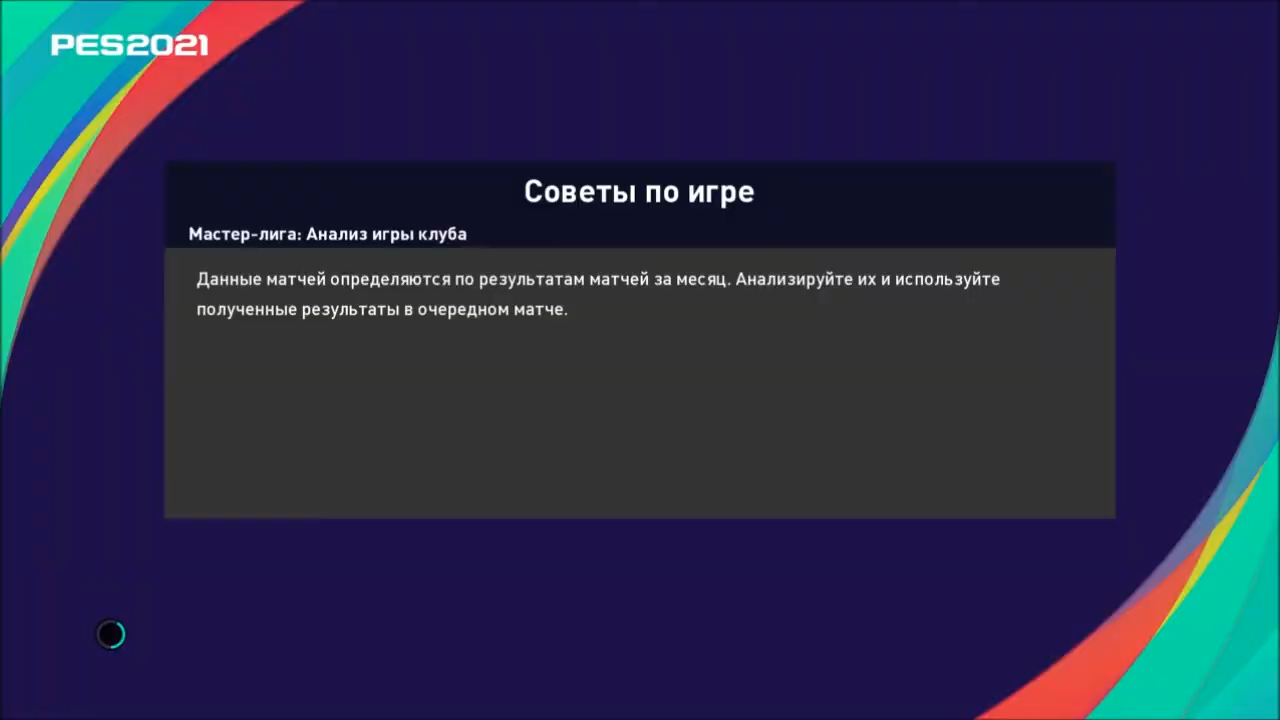 PES2021
Советы по игре
Мастер-лига: Анализ игры клуба
Данные матчей определяются по результатам матчей за месяц. Анализируйте их и используйте
полученные результаты в очередном матче.